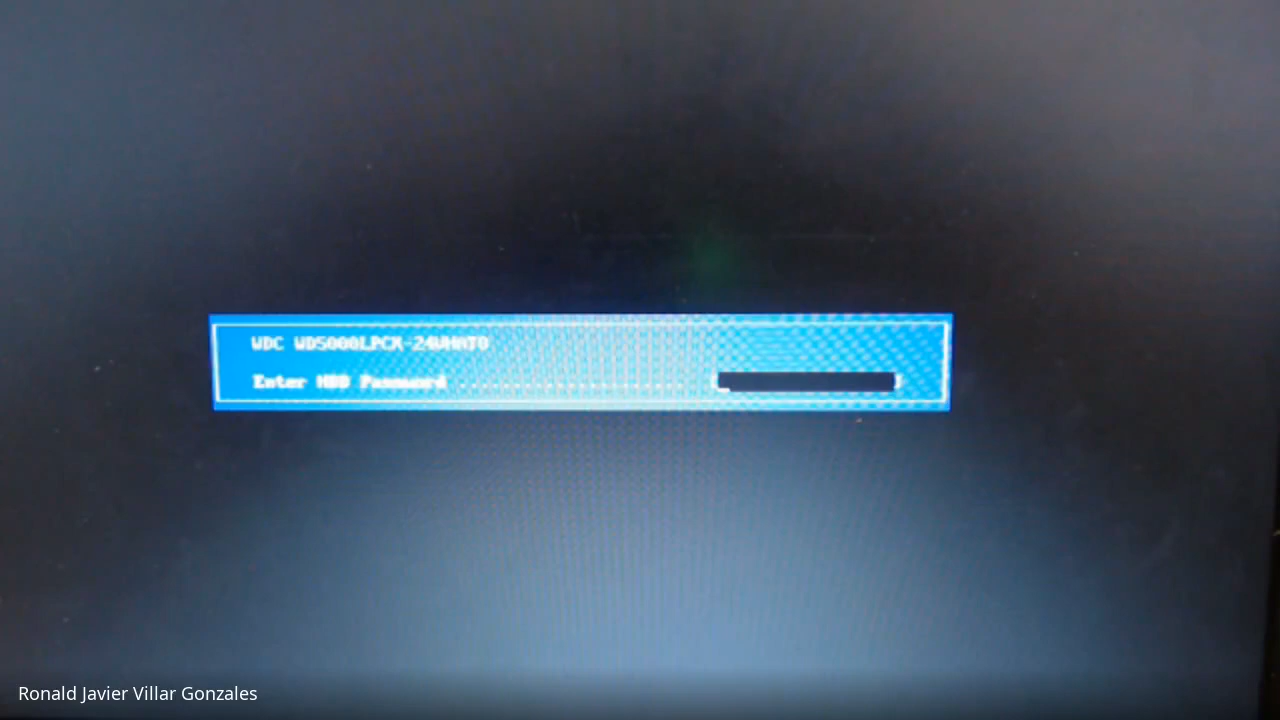 WDC WD5000LPCX-24VHAT0
Enter HDD Password ......................... [ ]
Ronald Javier Villar Gonzales